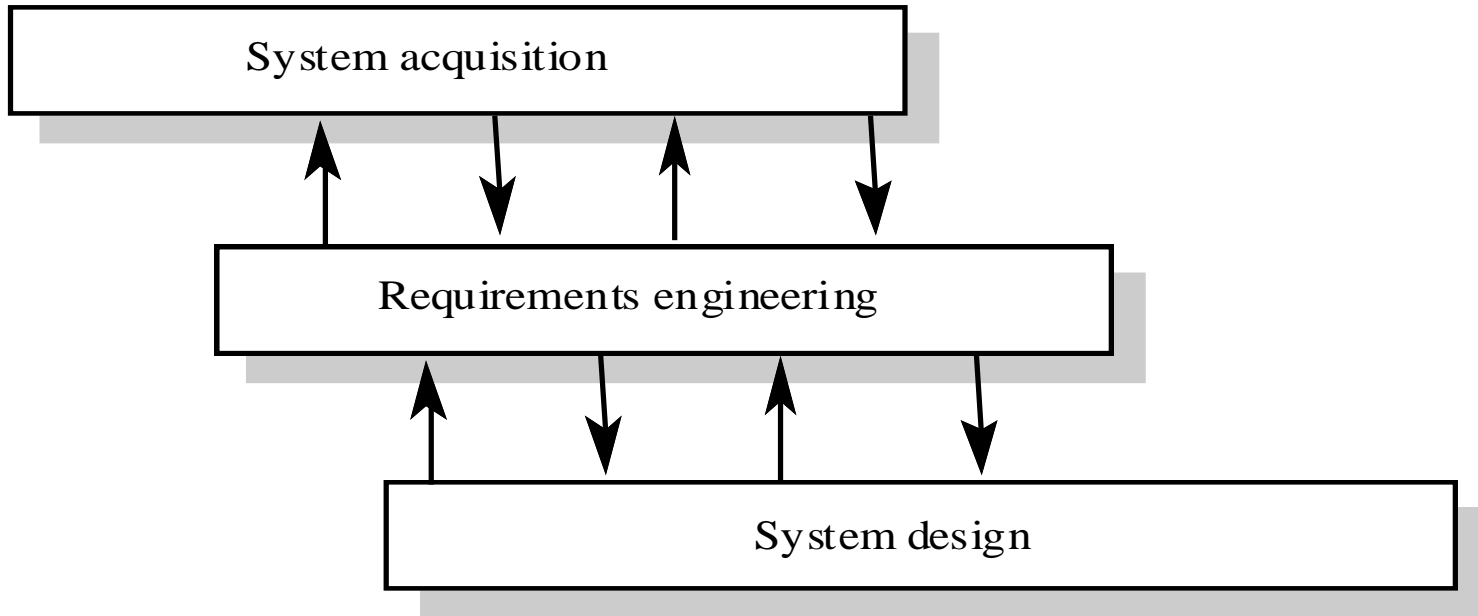 System acquisition
Requirements engineering
System design